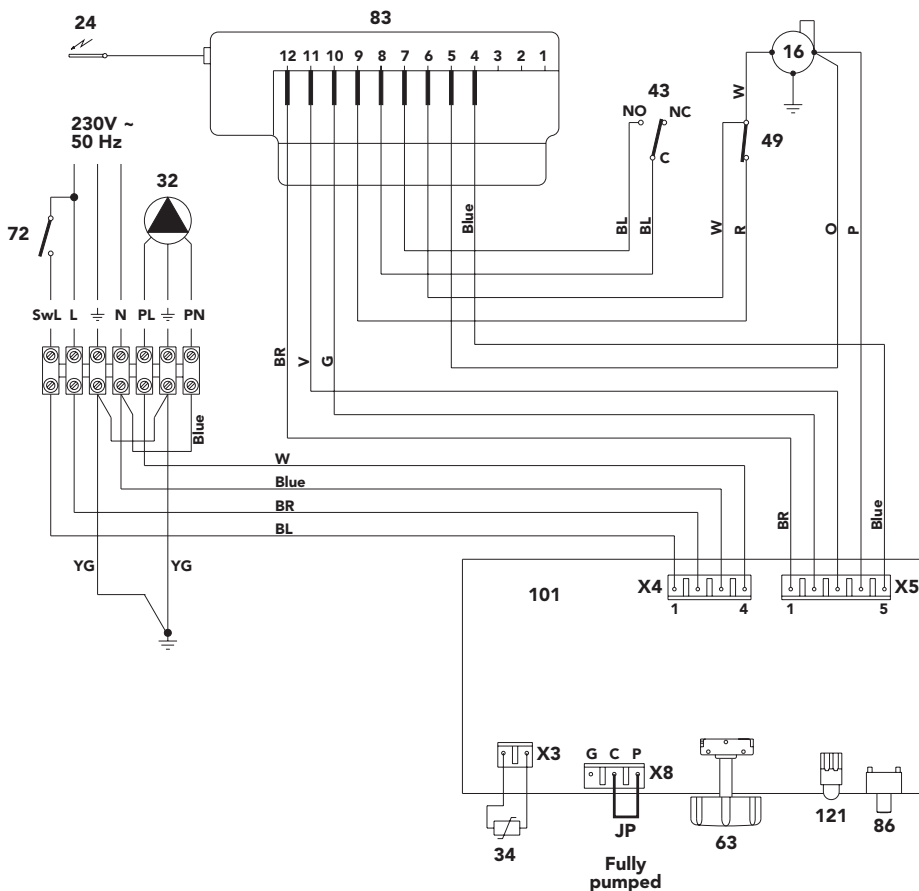 24
83
16
12 11 10 9 8 7 6 5 4 3 2 1
43
NO NC
C
W
49
230V ~
50 Hz
32
72
Blue
BL
BL
W
R
O
P
SwL L N PL PN
BR
V
G
Blue
W
Blue
BR
BL
YG YG
BR
Blue
101
X4
1 4
X5
1 5
X3
G C P
X8
JP
34
63
121
86
Fully
pumped